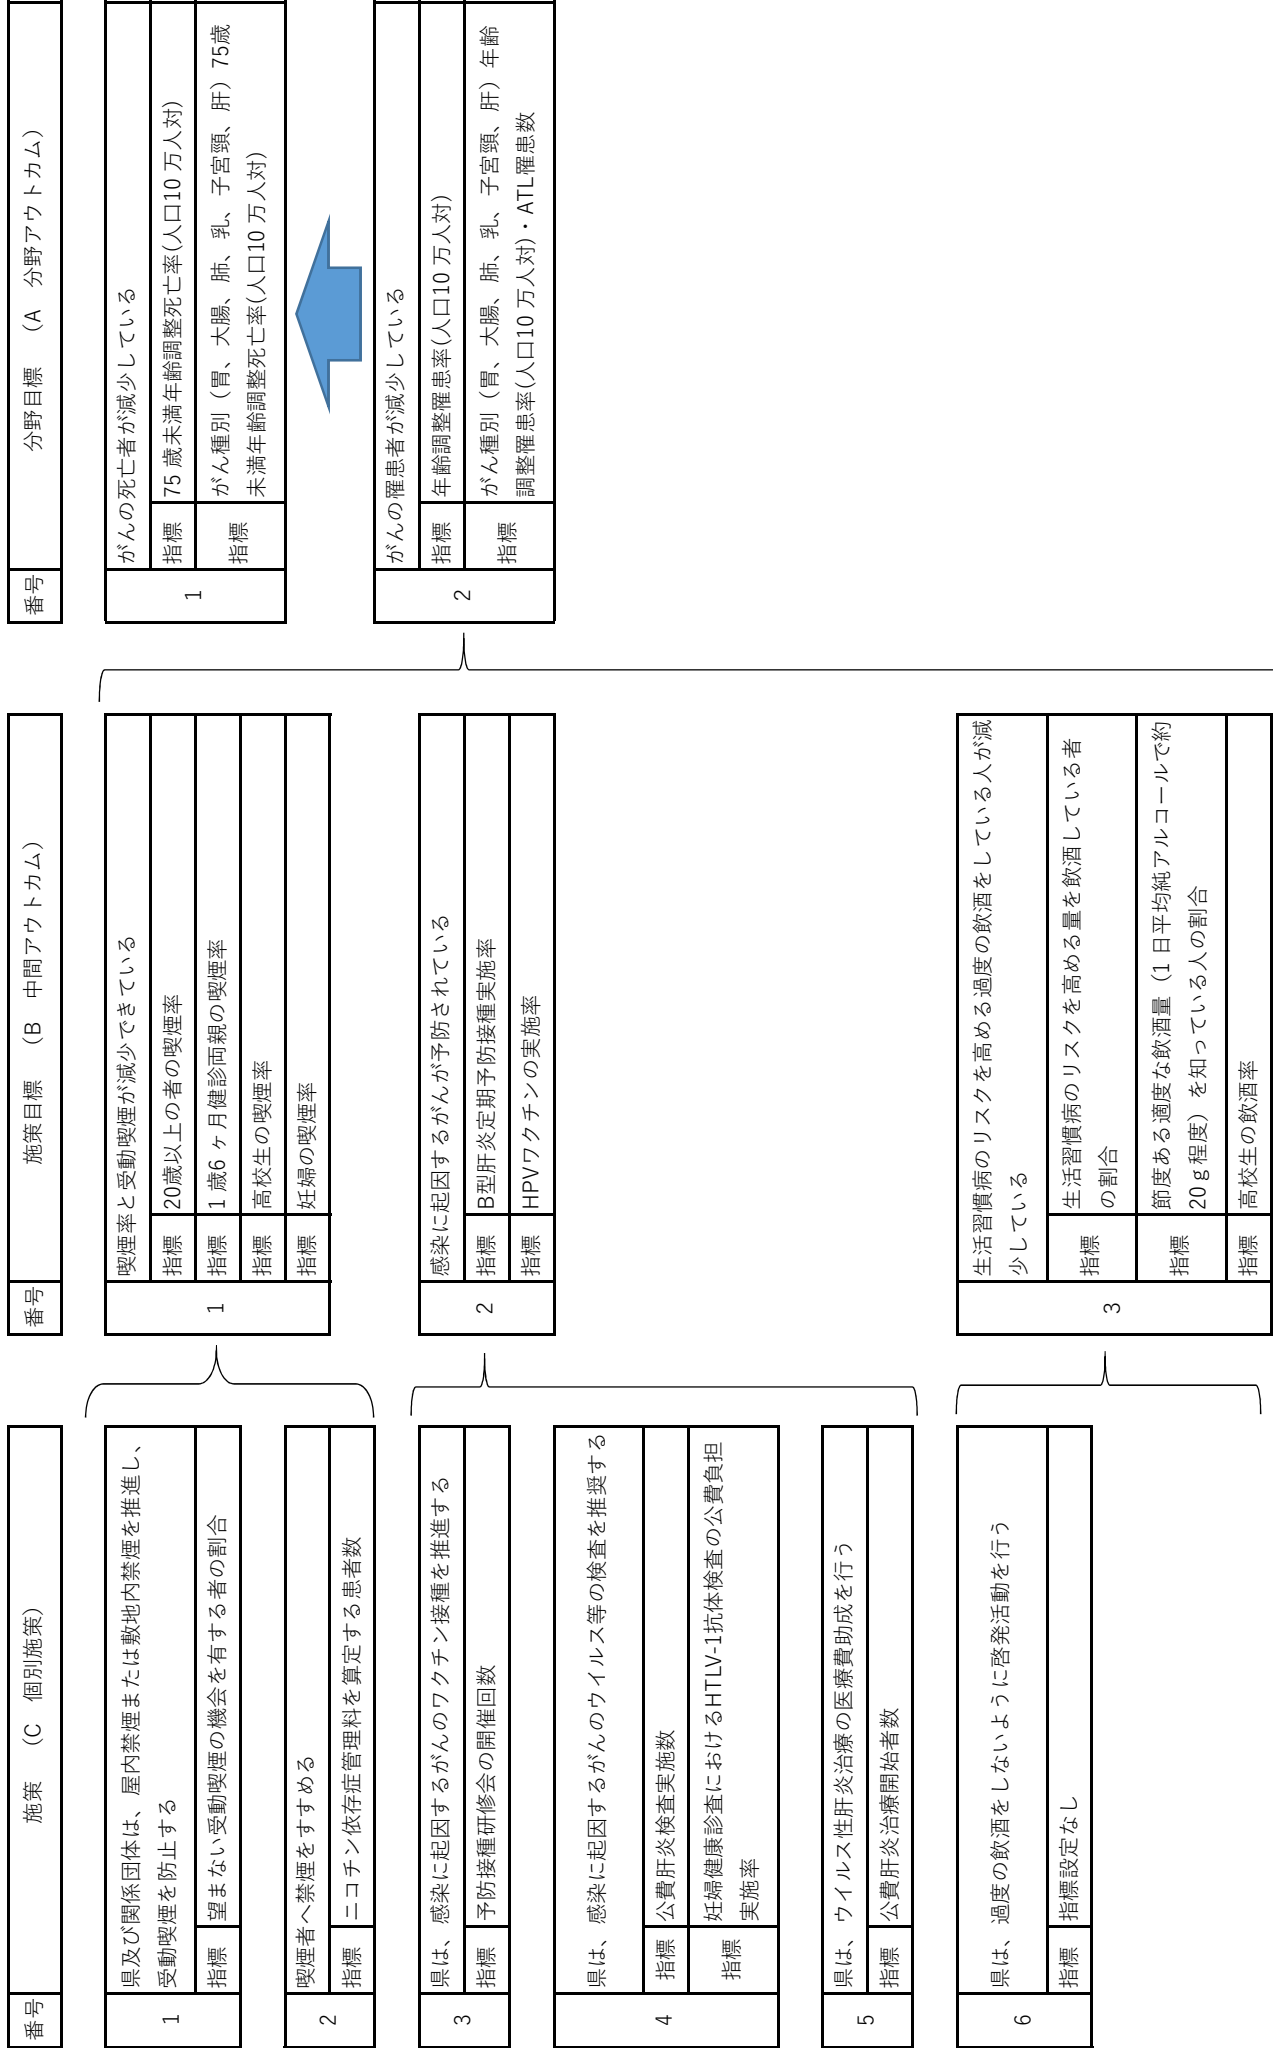 番号
施策　（C　個別施策）
1
県及び関係団体は、屋内禁煙または敷地内禁煙を推進し、
受動喫煙を防止する
指標
望まない受動喫煙の機会を有する者の割合
2
喫煙者へ禁煙をすすめる
指標
ニコチン依存症管理料を算定する患者数
3
県は、感染に起因するがんのワクチン接種を推進する
指標
予防接種研修会の開催回数
4
県は、感染に起因するがんのウイルス等の検査を推奨する
指標
公費肝炎検査実施数
指標
妊婦健康診査におけるHTLV-1抗体検査の公費負担
実施率
5
県は、ウイルス性肝炎治療の医療費助成を行う
指標
公費肝炎治療開始者数
6
県は、過度の飲酒をしないように啓発活動を行う
指標
指標設定なし
番号
施策目標　（B　中間アウトカム）
1
喫煙率と受動喫煙が減少できている
指標
20歳以上の者の喫煙率
指標
1 歳6 ヶ月健診両親の喫煙率
指標
高校生の喫煙率
指標
妊婦の喫煙率
2
感染に起因するがんが予防されている
指標
B型肝炎定期予防接種実施率
指標
HPVワクチンの実施率
3
生活習慣病のリスクを高める過度の飲酒をしている人が減
少している
指標
生活習慣病のリスクを高める量を飲酒している者
の割合
指標
節度ある適度な飲酒量（1 日平均純アルコールで約
20ｇ程度）を知っている人の割合
指標
高校生の飲酒率
番号
分野目標　（A　分野アウトカム）
1
がんの死亡者が減少している
指標
75 歳未満年齢調整死亡率(人口10 万人対)
指標
がん種別（胃、大腸、肺、乳、子宮頸、肝）75歳
未満年齢調整死亡率(人口10 万人対)
2
がんの罹患者が減少している
指標
年齢調整罹患率(人口10 万人対)
指標
がん種別（胃、大腸、肺、乳、子宮頸、肝）年齢
調整罹患率(人口10 万人対)・ATL罹患数